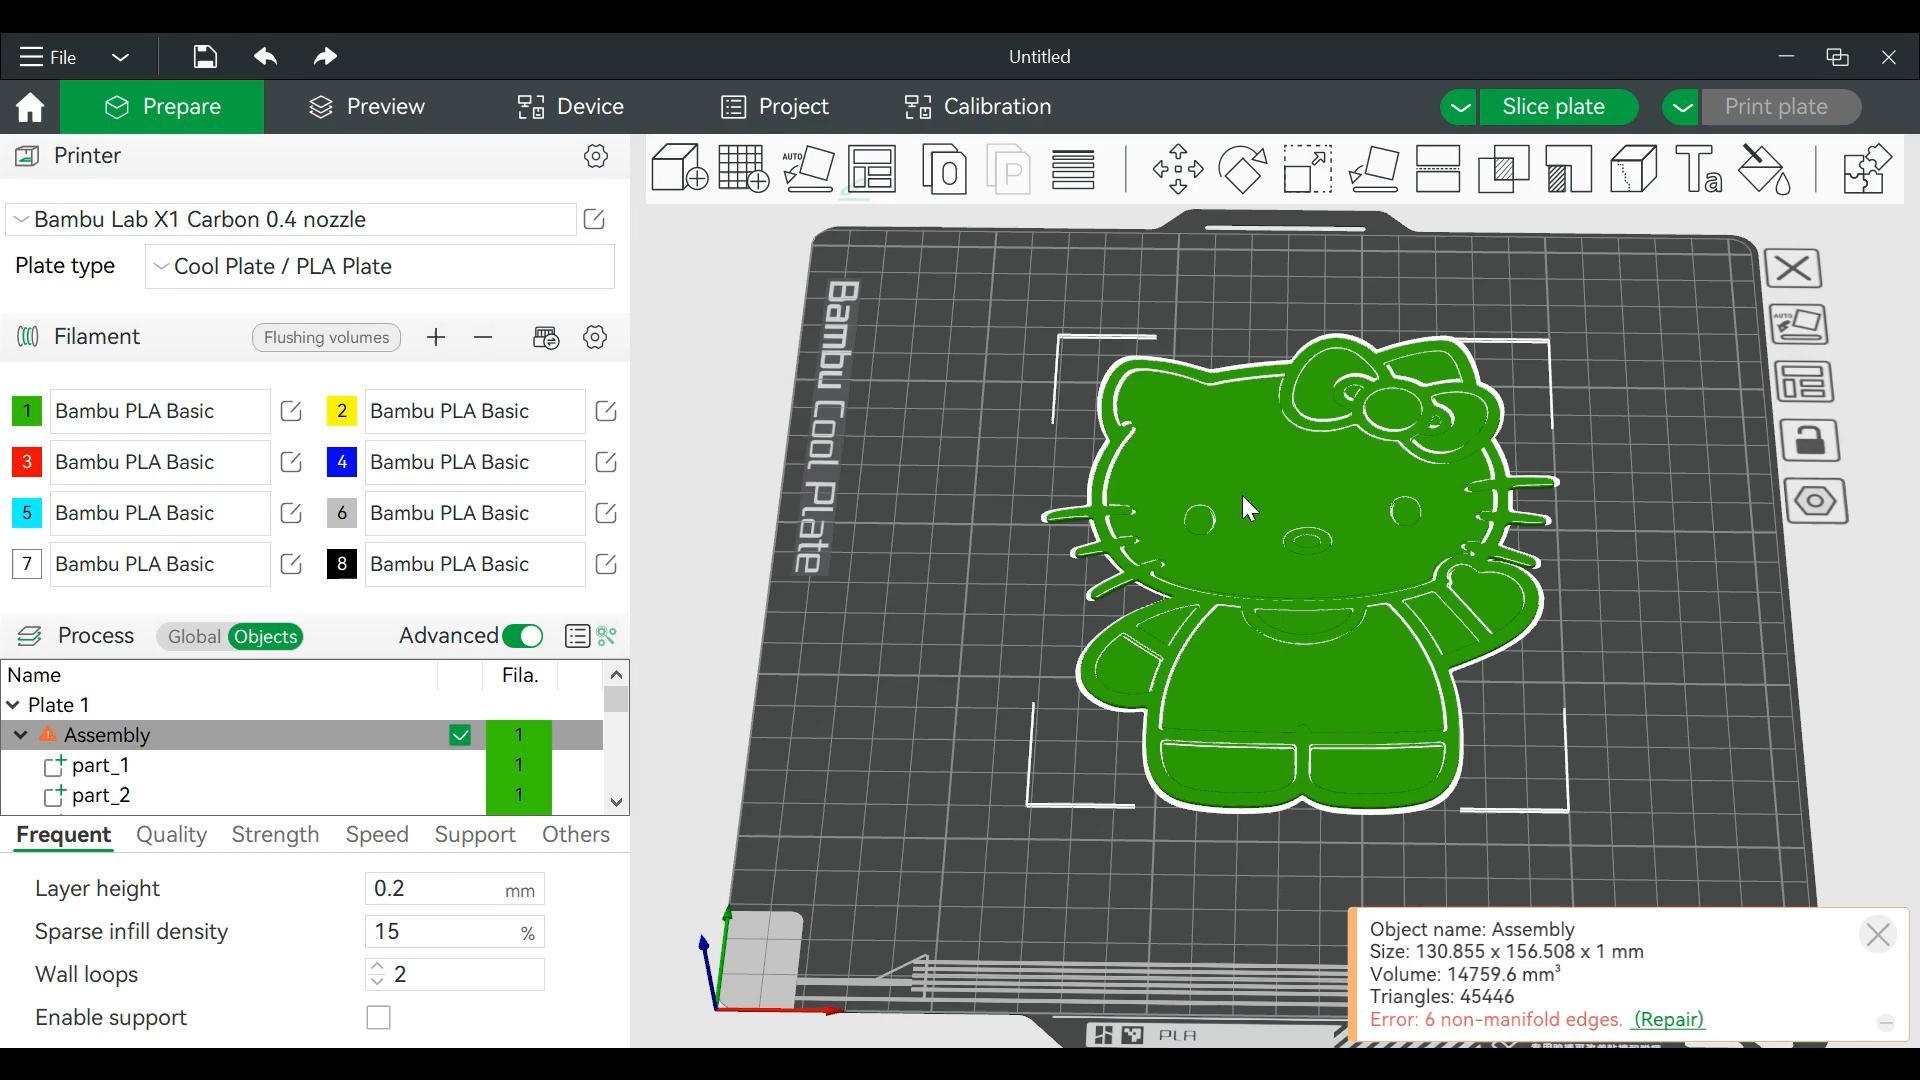 File
Untitled
Prepare
Preview
Device
Project
Calibration
Slice plate
Print plate
Printer
Bambu Lab X1 Carbon 0.4 nozzle
Plate type
Cool Plate / PLA Plate
Filament
Flushing volumes
1 Bambu PLA Basic
2 Bambu PLA Basic
3 Bambu PLA Basic
4 Bambu PLA Basic
5 Bambu PLA Basic
6 Bambu PLA Basic
7 Bambu PLA Basic
8 Bambu PLA Basic
Process
Global Objects
Advanced
Name Fila.
Plate 1
Assembly 1
part_1 1
part_2 1
Frequent Quality Strength Speed Support Others
Layer height 0.2 mm
Sparse infill density 15 %
Wall loops 2
Enable support
AUTO
0
P
Ta
Bambu Cool Plate
AUTO
PLA
Object name: Assembly
Size: 130.855 x 156.508 x 1 mm
Volume: 14759.6 mm³
Triangles: 45446
Error: 6 non-manifold edges. (Repair)